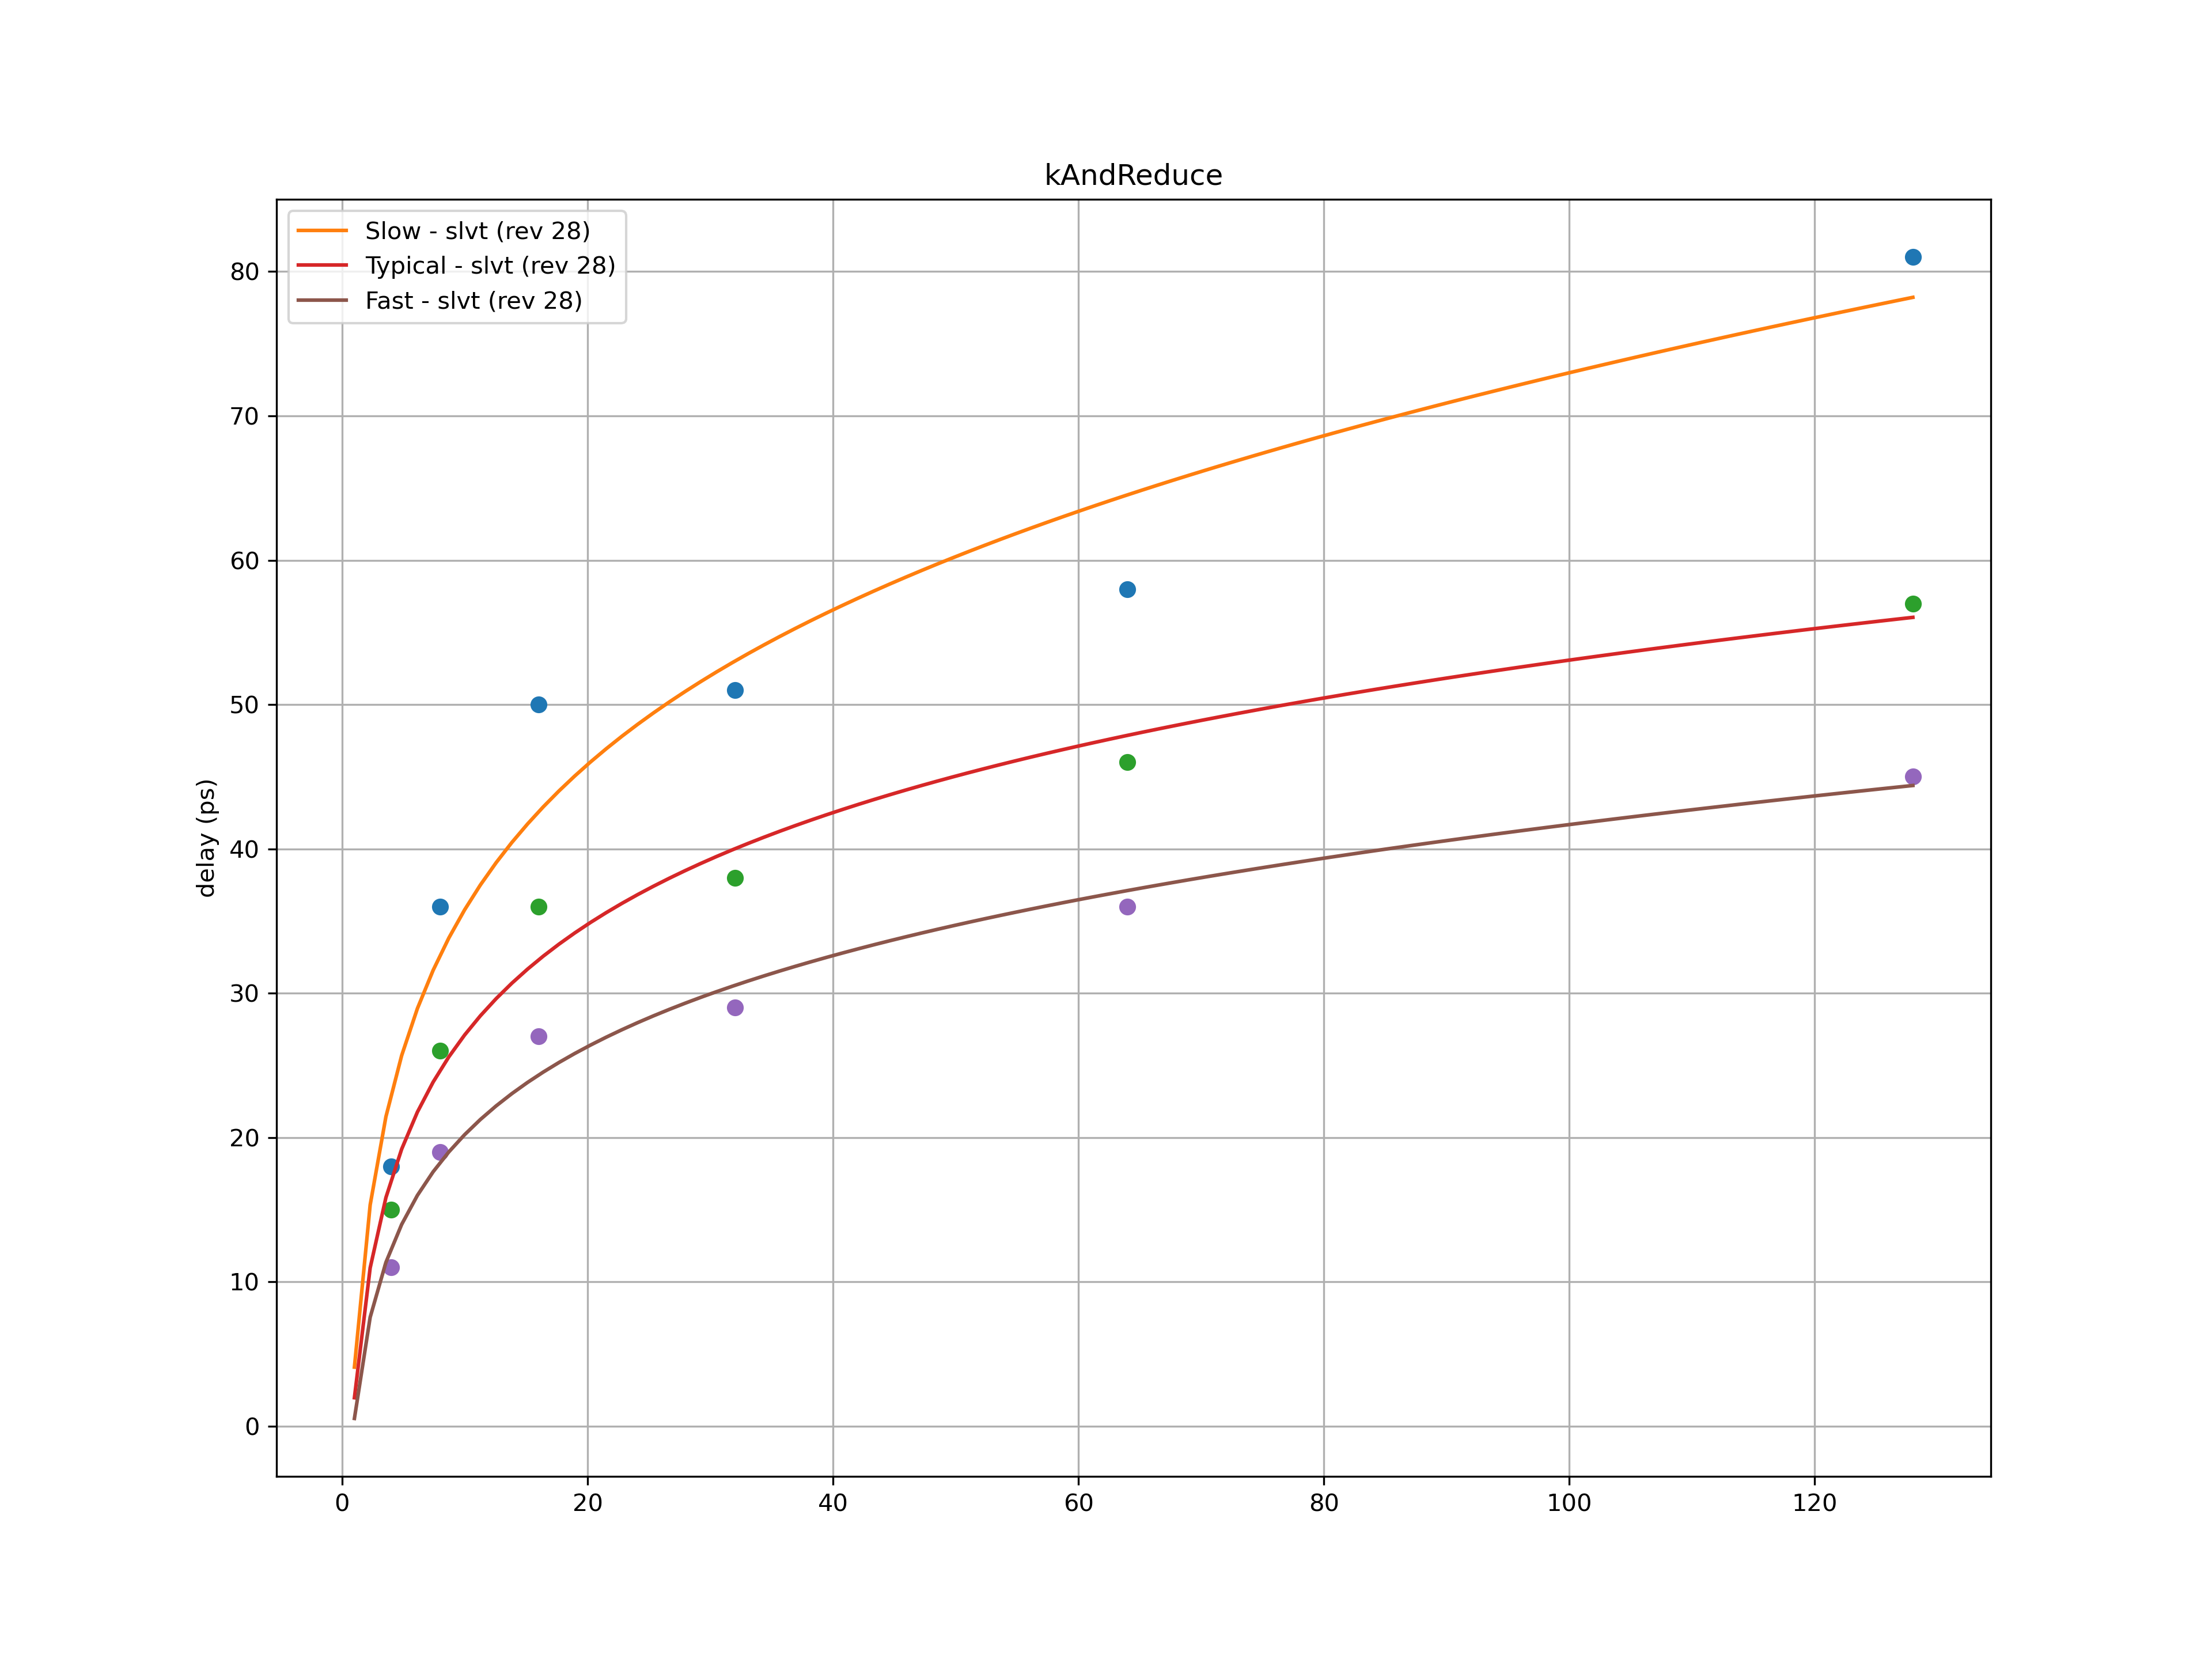 kAndReduce
Slow - slvt (rev 28)
Typical - slvt (rev 28)
Fast - slvt (rev 28)
80
70
60
50
40
30
20
10
0
delay (ps)
0 20 40 60 80 100 120